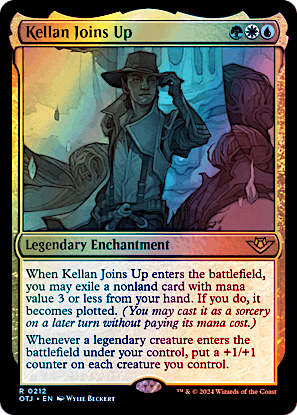 Kellan Joins Up
Legendary Enchantment
When Kellan Joins Up enters the battlefield,
you may exile a nonland card with mana
value 3 or less from your hand. If you do, it
becomes plotted. (You may cast it as a sorcery
on a later turn without paying its mana cost.)
Whenever a legendary creature enters the
battlefield under your control, put a +1/+1
counter on each creature you control.
R 0212
OTJ • EN Wylie Beckert
™ & © 2024 Wizards of the Coast